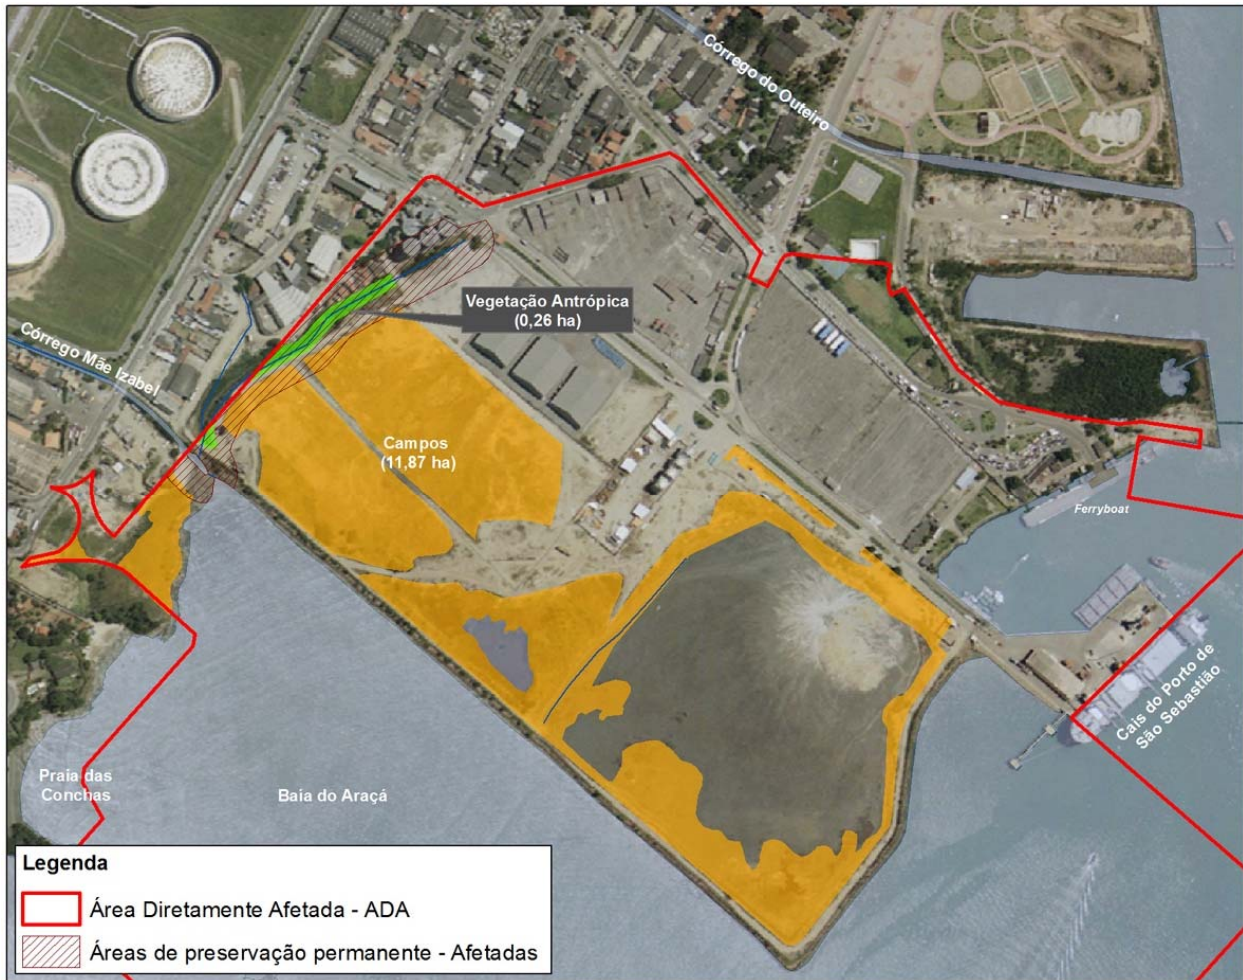 Córrego do Outeiro
Vegetação Antrópica
(0,26 ha)
Córrego Mãe Izabel
Campos
(11,87 ha)
Ferryboat
Cais do Porto de
São Sebastião
Praia das
Conchas
Baía do Araçá
Legenda
Área Diretamente Afetada - ADA
Áreas de preservação permanente - Afetadas